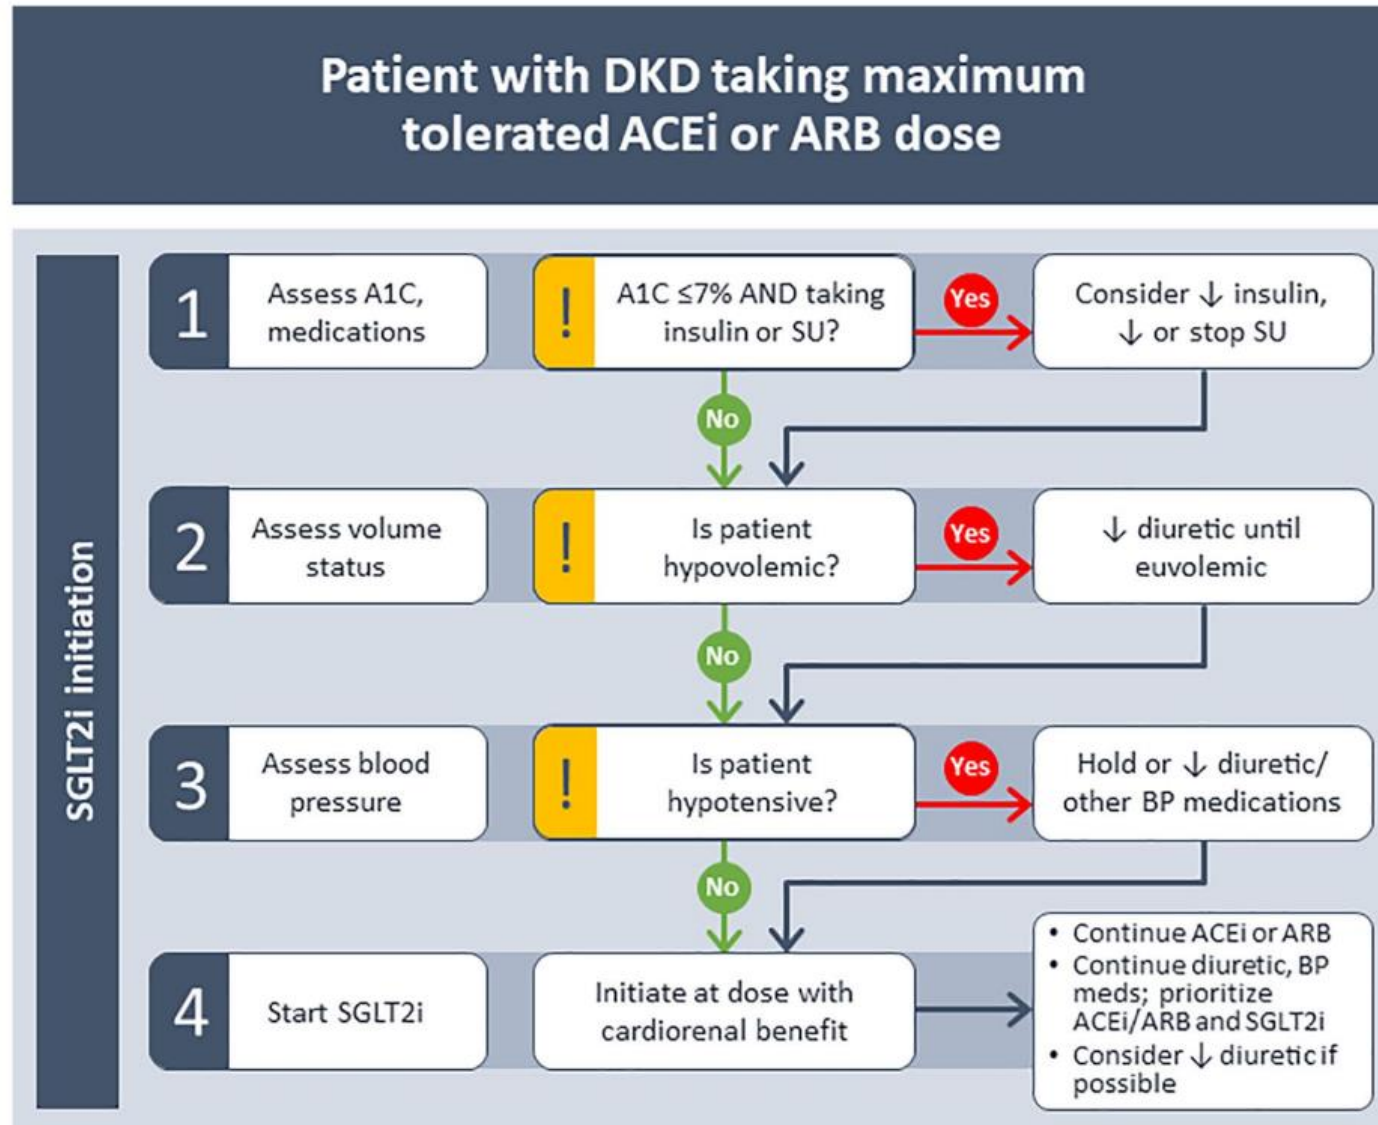 Patient with DKD taking maximum
tolerated ACEi or ARB dose
SGLT2i initiation
1
Assess A1C,
medications
!
A1C ≤7% AND taking
insulin or SU?
Yes
Consider ↓ insulin,
↓ or stop SU
No
2
Assess volume
status
!
Is patient
hypovolemic?
Yes
↓ diuretic until
euvolemic
No
3
Assess blood
pressure
!
Is patient
hypotensive?
Yes
Hold or ↓ diuretic/
other BP medications
No
4
Start SGLT2i
Initiate at dose with
cardiorenal benefit
• Continue ACEi or ARB
• Continue diuretic, BP
meds; prioritize
ACEi/ARB and SGLT2i
• Consider ↓ diuretic if
possible